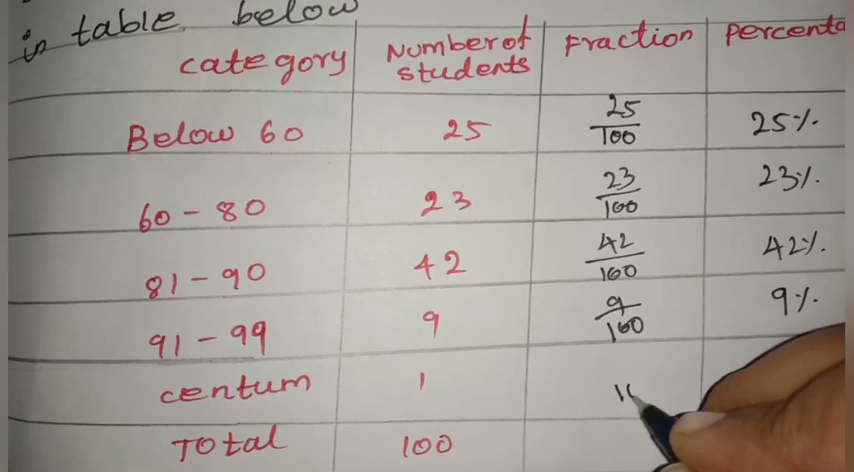 in table below
category Number of students Fraction Percenta
Below 60 25 25/100 25%
60 - 80 23 23/100 23%
81 - 90 42 42/100 42%
91 - 99 9 9/100 9%
centum 1
Total 100